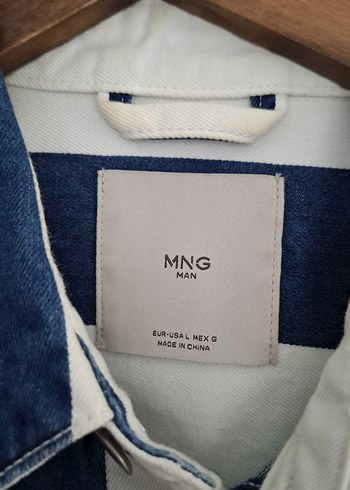 MNG
MAN
EUR-USA L MEX G
MADE IN CHINA